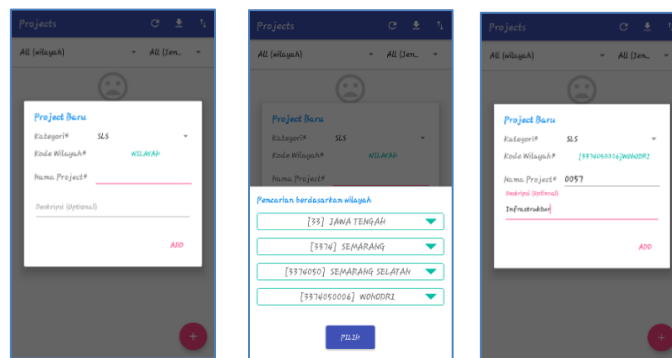 Projects
All (wilayah) All (Jen..
Project Baru
Kategori* SLS
Kode Wilayah* WILAYAH
Nama Project*
Deskripsi (Optional)
ADD
Projects
All (wilayah) All (Jen..
Project Baru
Kategori* SLS
Kode Wilayah* WILAYAH
Nama Project*
Pencarian berdasarkan wilayah
[33] JAWA TENGAH
[3374] SEMARANG
[3374050] SEMARANG SELATAN
[3374050006] WONODRI
PILIH
Projects
All (wilayah) All (Jen..
Project Baru
Kategori* SLS
Kode Wilayah* [3374050006]WONODRI
Nama Project* 0057
Deskripsi (Optional)
Infrastruktur
ADD